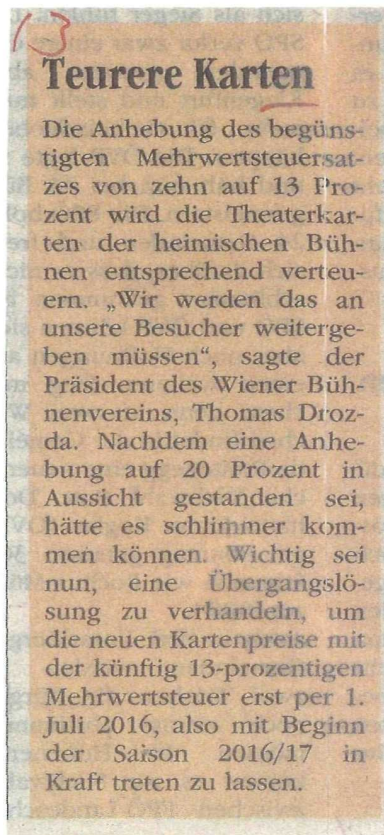 13
Teurere Karten
Die Anhebung des begüns-
tigten Mehrwertsteuersat-
zes von zehn auf 13 Pro-
zent wird die Theaterkar-
ten der heimischen Büh-
nen entsprechend verteu-
ern. „Wir werden das an
unsere Besucher weiterge-
ben müssen“, sagte der
Präsident des Wiener Büh-
nenvereins, Thomas Droz-
da. Nachdem eine Anhe-
bung auf 20 Prozent in
Aussicht gestanden sei,
hätte es schlimmer kom-
men können. Wichtig sei
nun, eine Übergangslö-
sung zu verhandeln, um
die neuen Kartenpreise mit
der künftig 13-prozentigen
Mehrwertsteuer erst per 1.
Juli 2016, also mit Beginn
der Saison 2016/17 in
Kraft treten zu lassen.